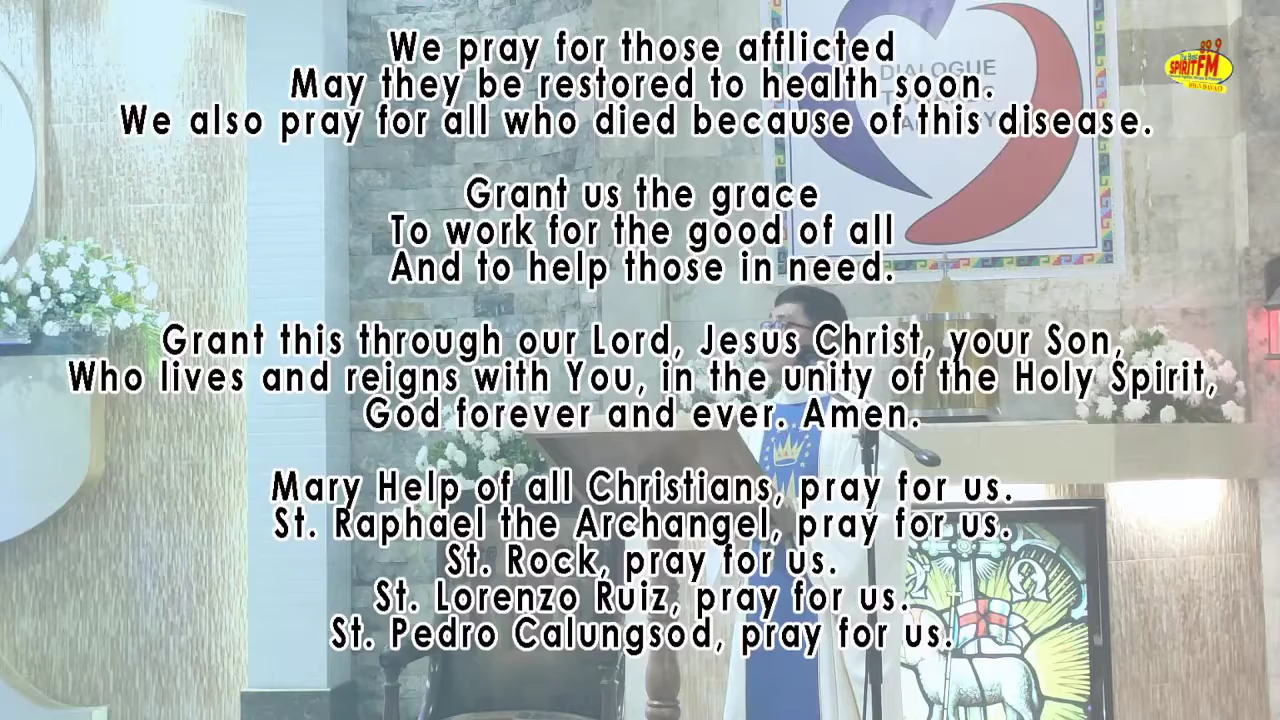 We pray for those afflicted
May they be restored to health soon.
We also pray for all who died because of this disease.
Grant us the grace
To work for the good of all
And to help those in need.
Grant this through our Lord, Jesus Christ, your Son,
Who lives and reigns with You, in the unity of the Holy Spirit,
God forever and ever. Amen.
Mary Help of all Christians, pray for us.
St. Raphael the Archangel, pray for us.
St. Rock, pray for us.
St. Lorenzo Ruiz, pray for us.
St. Pedro Calungsod, pray for us.
DIALOGUE
89.9
SPIRITFM